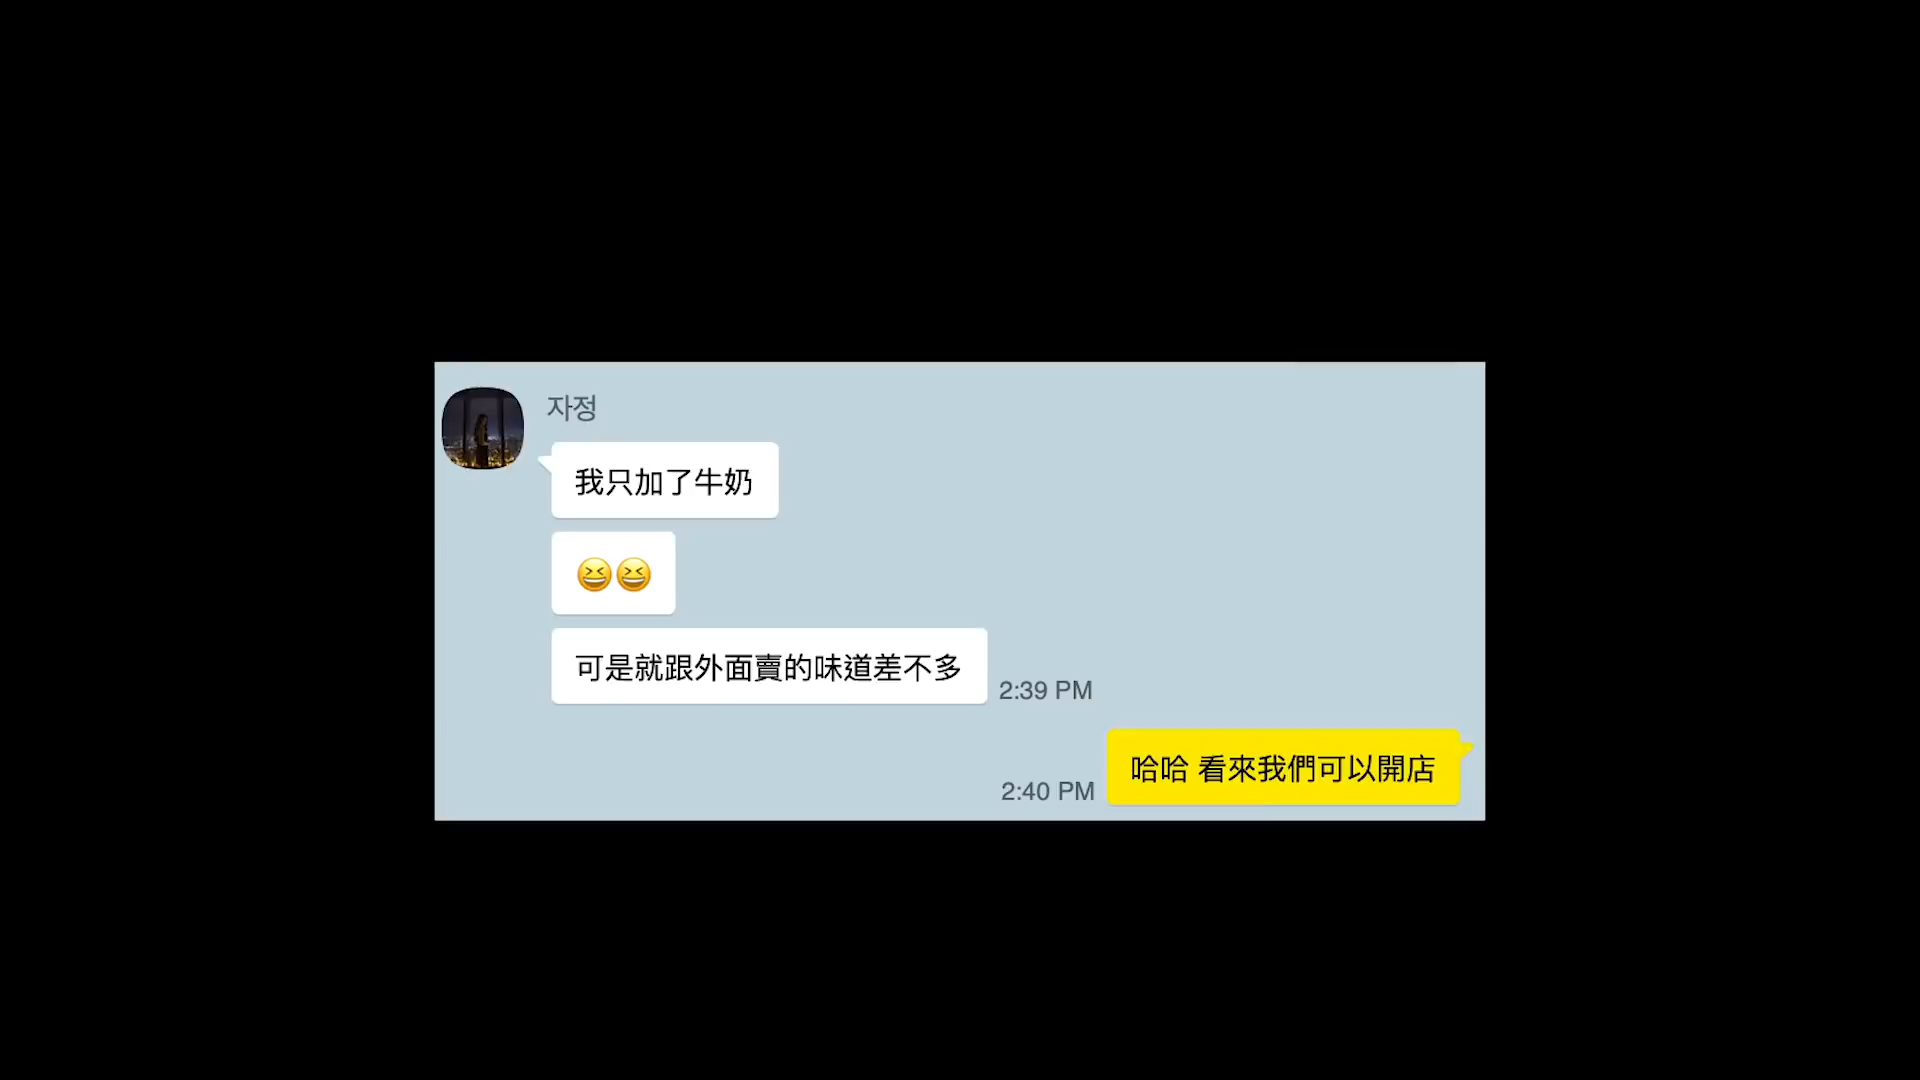 자정
我只加了牛奶
😆😆
可是就跟外面賣的味道差不多
2:39 PM
哈哈 看來我們可以開店
2:40 PM